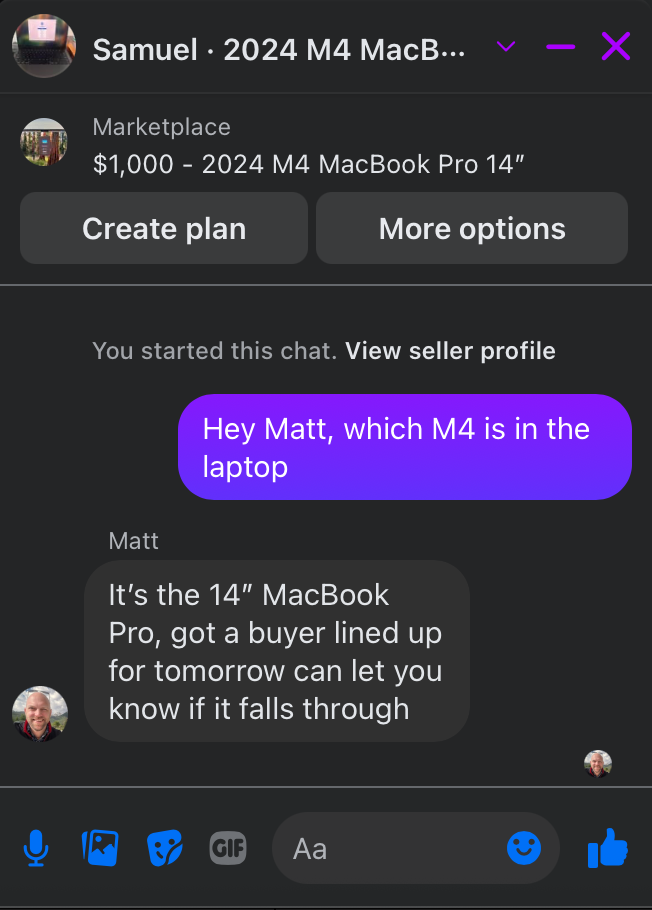 Samuel · 2024 M4 MacB...
Marketplace
$1,000 - 2024 M4 MacBook Pro 14”
Create plan
More options
You started this chat. View seller profile
Hey Matt, which M4 is in the
laptop
Matt
It’s the 14” MacBook
Pro, got a buyer lined up
for tomorrow can let you
know if it falls through
GIF
Aa